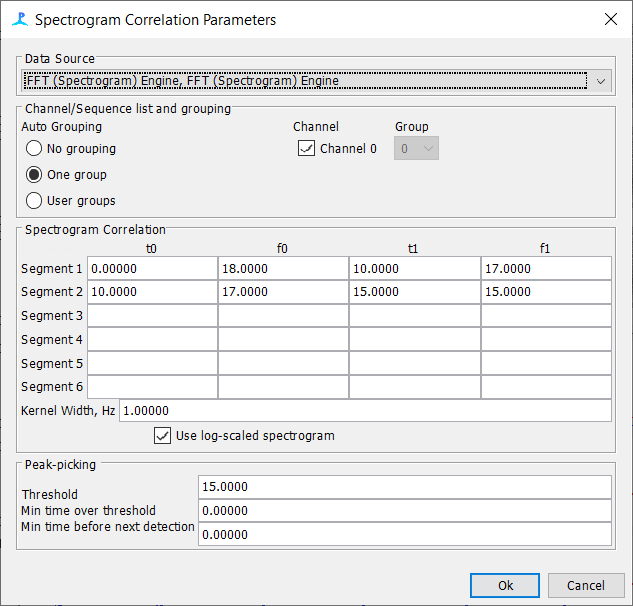 Spectrogram Correlation Parameters
Data Source
FFT (Spectrogram) Engine, FFT (Spectrogram) Engine
Channel/Sequence list and grouping
Auto Grouping Channel Group
No grouping Channel 0 0
One group
User groups
Spectrogram Correlation
t0 f0 t1 f1
Segment 1 0.00000 18.0000 10.0000 17.0000
Segment 2 10.0000 17.0000 15.0000 15.0000
Segment 3
Segment 4
Segment 5
Segment 6
Kernel Width, Hz 1.00000
Use log-scaled spectrogram
Peak-picking
Threshold 15.0000
Min time over threshold 0.00000
Min time before next detection 0.00000
Ok Cancel